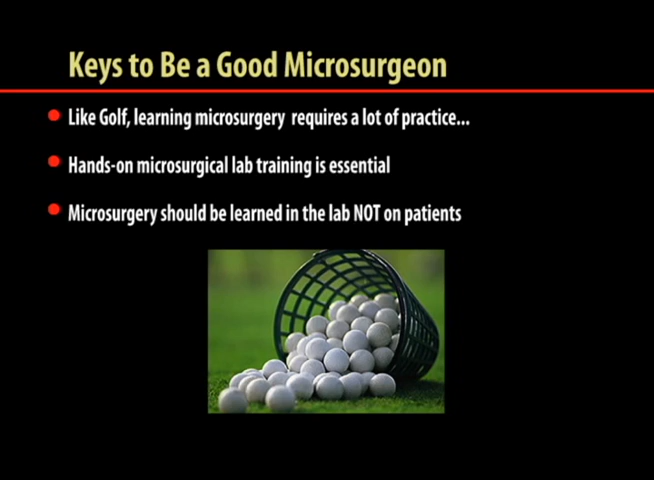 Keys to Be a Good Microsurgeon
Like Golf, learning microsurgery requires a lot of practice...
Hands-on microsurgical lab training is essential
Microsurgery should be learned in the lab NOT on patients